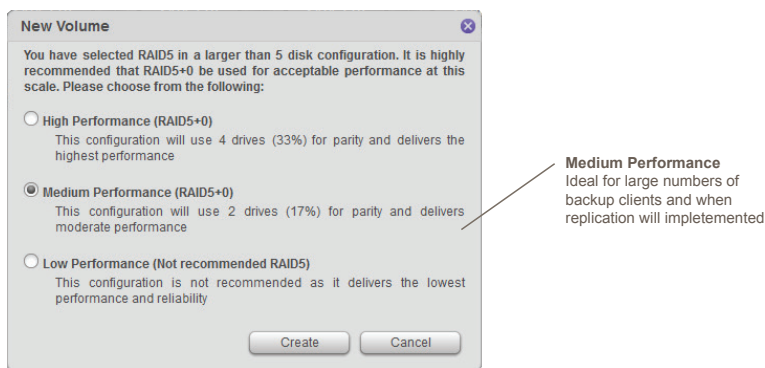 New Volume
You have selected RAID5 in a larger than 5 disk configuration. It is highly
recommended that RAID5+0 be used for acceptable performance at this
scale. Please choose from the following:
High Performance (RAID5+0)
This configuration will use 4 drives (33%) for parity and delivers the
highest performance
Medium Performance (RAID5+0)
This configuration will use 2 drives (17%) for parity and delivers
moderate performance
Low Performance (Not recommended RAID5)
This configuration is not recommended as it delivers the lowest
performance and reliability
Create
Cancel
Medium Performance
Ideal for large numbers of
backup clients and when
replication will impletemented